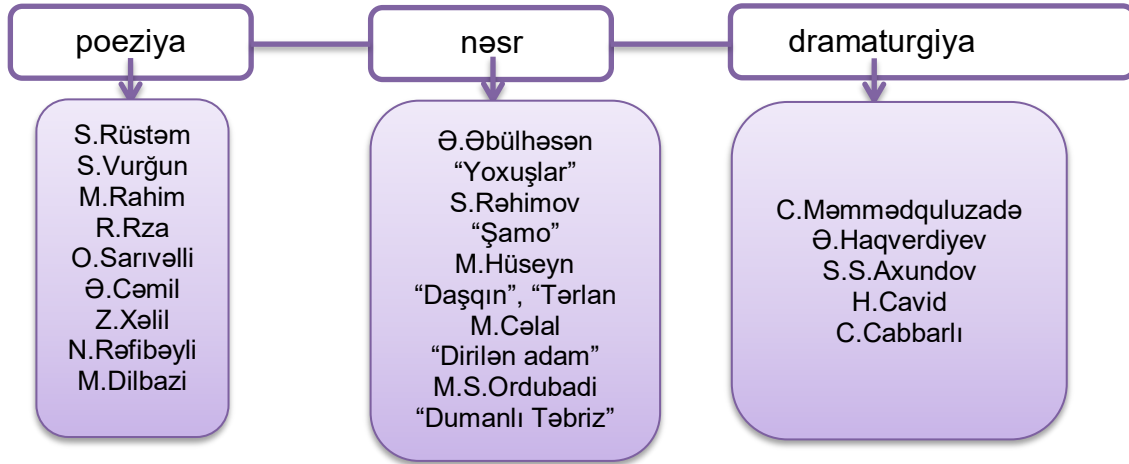 poeziya
nəsr
dramaturgiya
S.Rüstəm
S.Vurğun
M.Rahim
R.Rza
O.Sarıvəlli
Ə.Cəmil
Z.Xəlil
N.Rəfibəyli
M.Dilbazi
Ə.Əbülhəsən
“Yoxuşlar”
S.Rəhimov
“Şamo”
M.Hüseyn
“Daşqın”, “Tərlan
M.Cəlal
“Dirilən adam”
M.S.Ordubadi
“Dumanlı Təbriz”
C.Məmmədquluzadə
Ə.Haqverdiyev
S.S.Axundov
H.Cavid
C.Cabbarlı